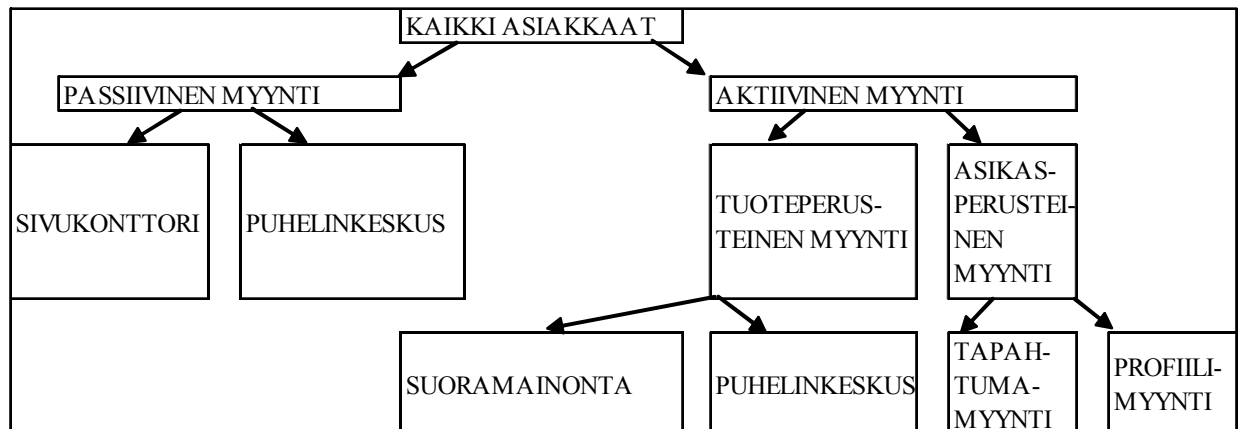 KAIKKI ASIAKKAAT
PASSIIVINEN MYYNTI
AKTIIVINEN MYYNTI
SIVUKONTTORI
PUHELINKESKUS
TUOTEPERUS-
TEINEN MYYNTI
ASIKAS-
PERUSTEI-
NEN
MYYNTI
SUORAMAINONTA
PUHELINKESKUS
TAPAH-
TUMA-
MYYNTI
PROFIILI-
MYYNTI